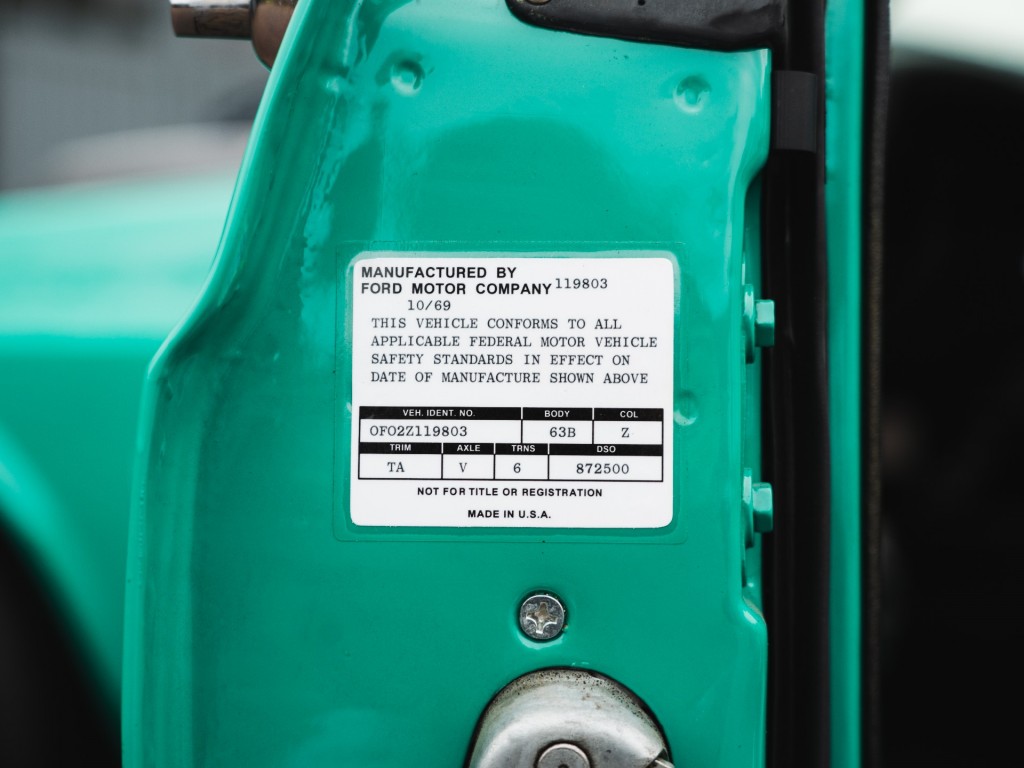 MANUFACTURED BY
FORD MOTOR COMPANY 119803
10/69
THIS VEHICLE CONFORMS TO ALL
APPLICABLE FEDERAL MOTOR VEHICLE
SAFETY STANDARDS IN EFFECT ON
DATE OF MANUFACTURE SHOWN ABOVE
VEH. IDENT. NO. BODY COL
0F02Z119803 63B Z
TRIM AXLE TRNS DSO
TA V 6 872500
NOT FOR TITLE OR REGISTRATION
MADE IN U.S.A.